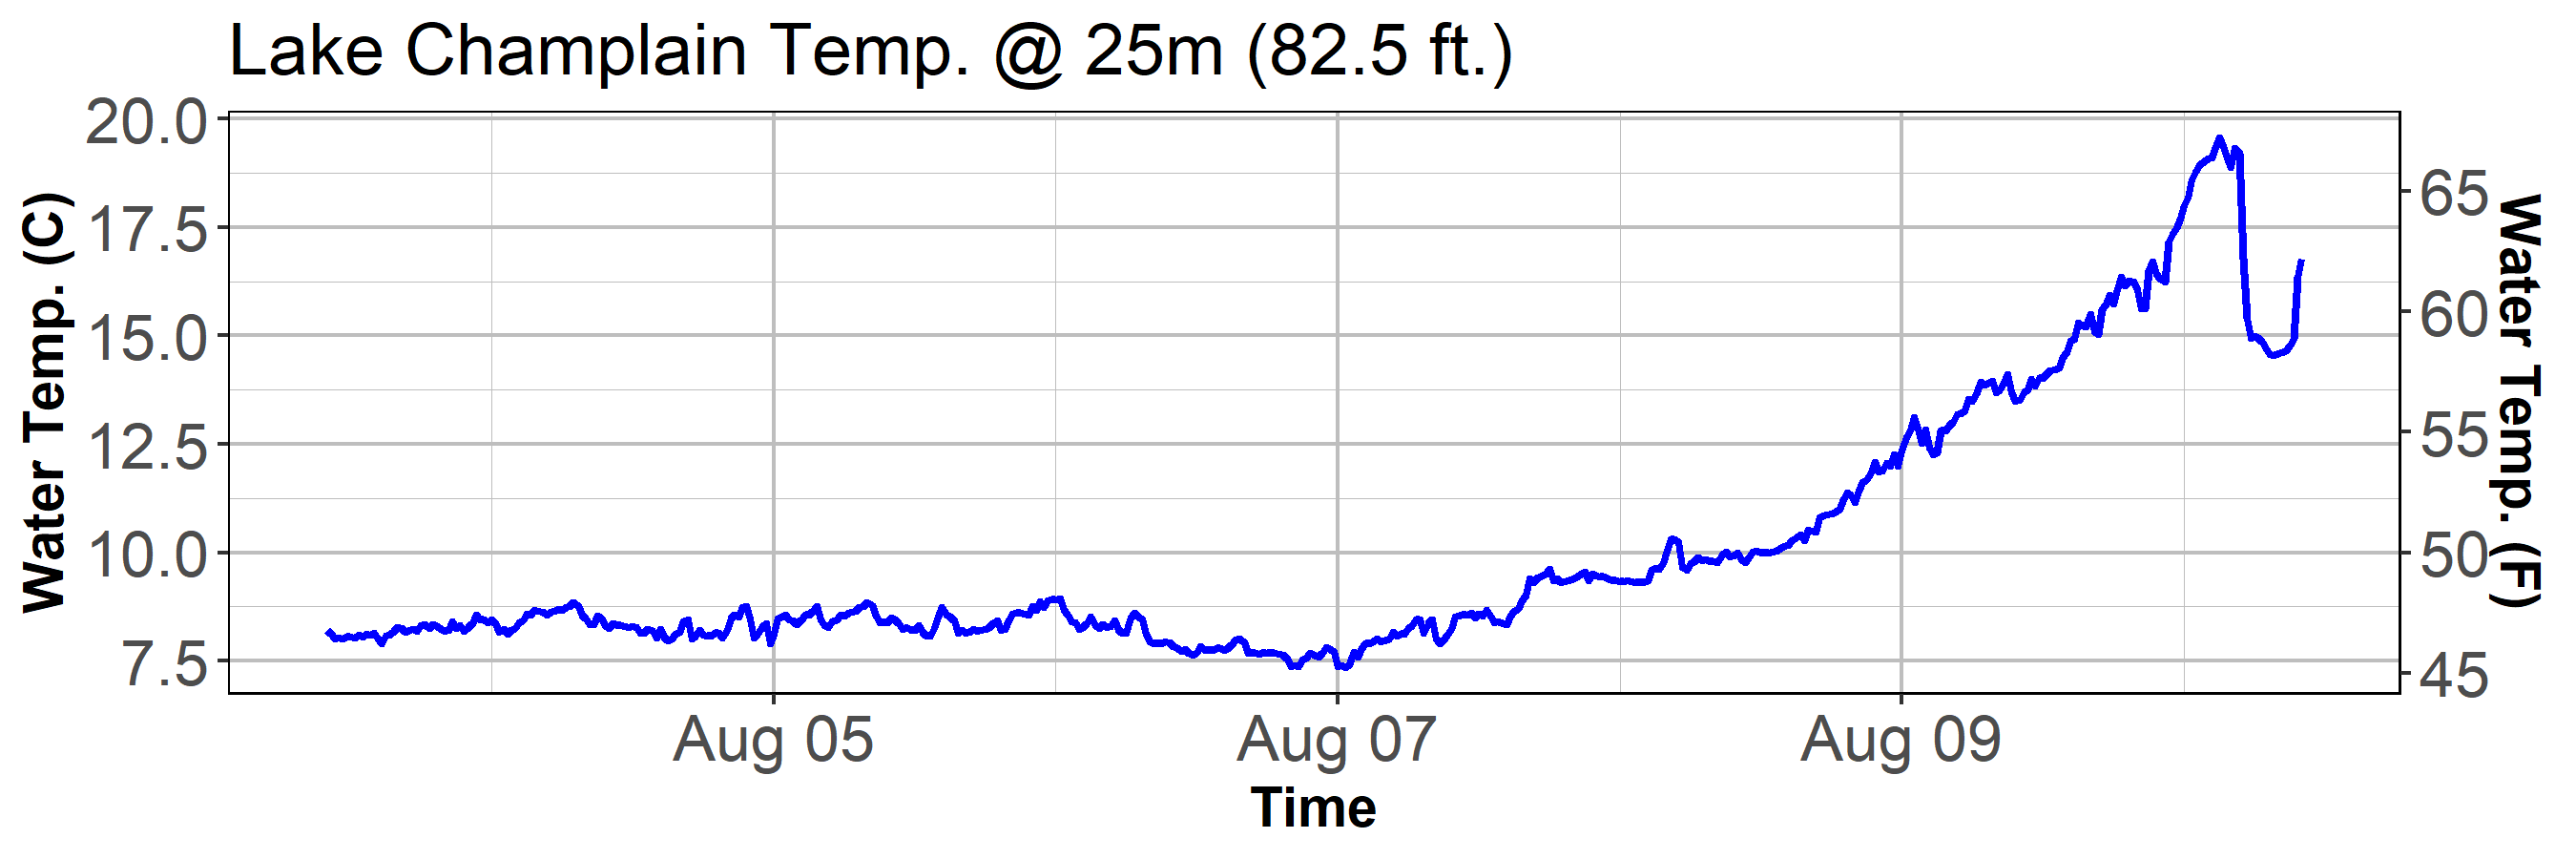 Lake Champlain Temp. @ 25m (82.5 ft.)
Water Temp. (C)
20.0
17.5
15.0
12.5
10.0
7.5
65
60
55
50
45
Water Temp. (F)
Aug 05
Aug 07
Aug 09
Time